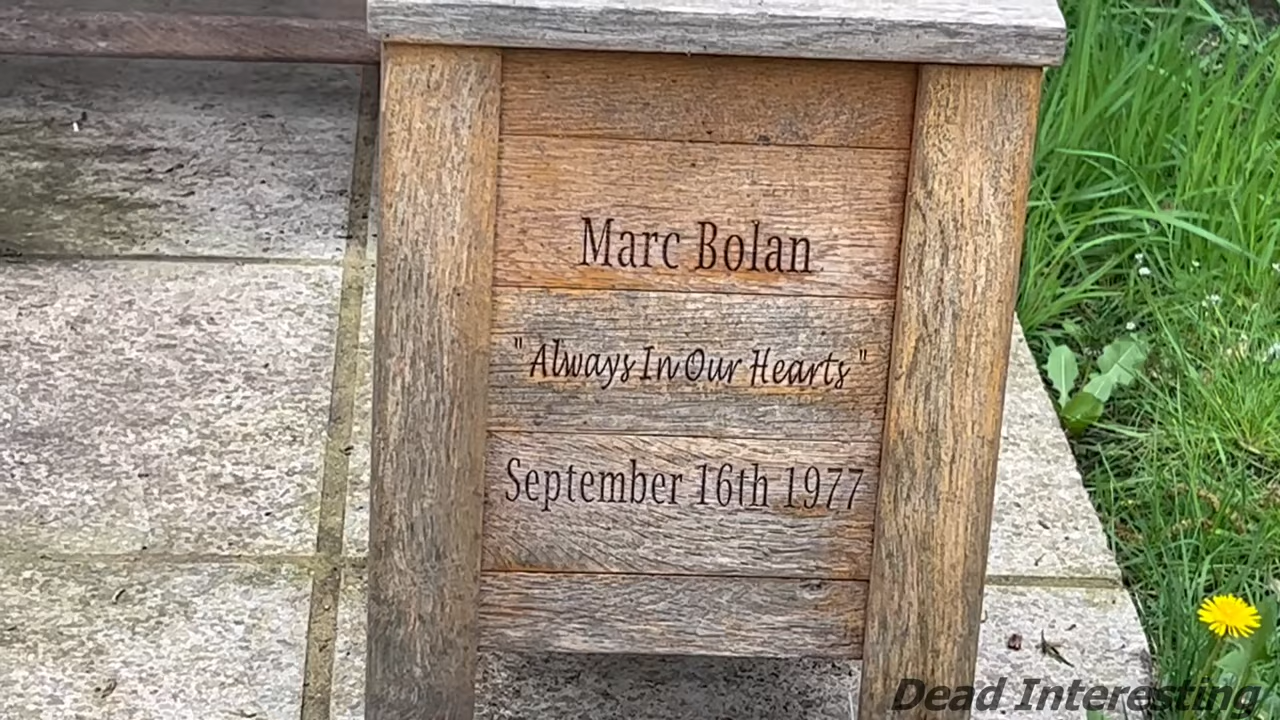 Marc Bolan
"Always In Our Hearts"
September 16th 1977
Dead Interesting